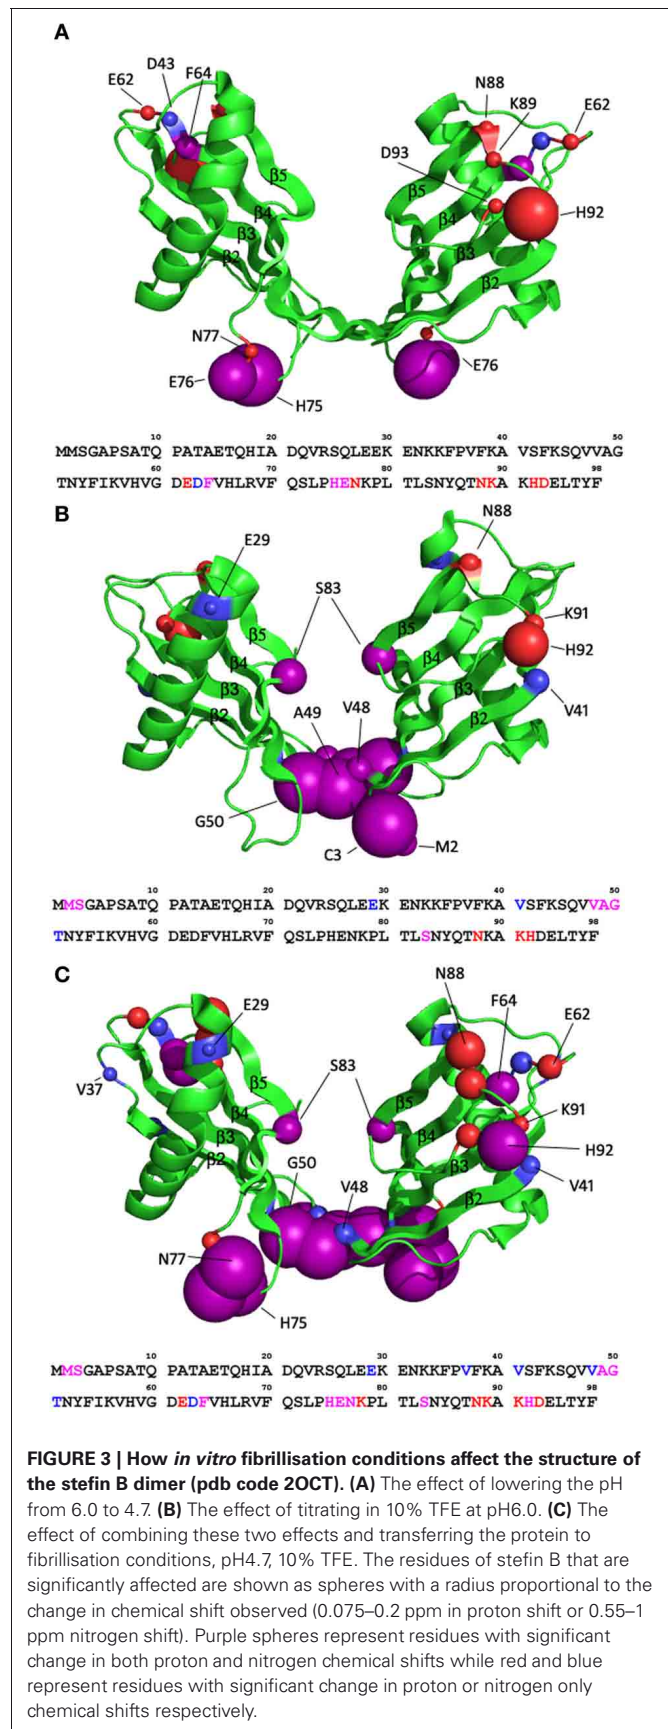 A
D43
E62
F64
N88
K89
E62
D93
H92
β5
β4
β3
β2
β5
β4
β3
β2
N77
E76
H75
E76
10 20 30 40 50
MMSGAPSATQ PATAETQHIA DQVRSQLEEK ENKKFPVFKA VSFKSQVVAG
60 70 80 90 98
TNYFIKVHVG DEDFVHLRVF QSLPHENKPL TLSNYQTNKA KHDELTYF
B
E29
N88
S83
K91
H92
β5
β4
β3
β2
β5
β4
β3
β2
A49
V48
V41
G50
C3
M2
10 20 30 40 50
MMSGAPSATQ PATAETQHIA DQVRSQLEEK ENKKFPVFKA VSFKSQVVAG
60 70 80 90 98
TNYFIKVHVG DEDFVHLRVF QSLPHENKPL TLSNYQTNKA KHDELTYF
C
N88
F64
E62
E29
S83
V37
K91
H92
β5
β4
β3
β2
β5
β4
β3
β2
G50
V48
V41
N77
H75
10 20 30 40 50
MMSGAPSATQ PATAETQHIA DQVRSQLEEK ENKKFPVFKA VSFKSQVVAG
60 70 80 90 98
TNYFIKVHVG DEDFVHLRVF QSLPHENKPL TLSNYQTNKA KHDELTYF
FIGURE 3 | How in vitro fibrillisation conditions affect the structure of
the stefin B dimer (pdb code 2OCT). (A) The effect of lowering the pH
from 6.0 to 4.7. (B) The effect of titrating in 10% TFE at pH6.0. (C) The
effect of combining these two effects and transferring the protein to
fibrillisation conditions, pH4.7, 10% TFE. The residues of stefin B that are
significantly affected are shown as spheres with a radius proportional to the
change in chemical shift observed (0.075–0.2 ppm in proton shift or 0.55–1
ppm nitrogen shift). Purple spheres represent residues with significant
change in both proton and nitrogen chemical shifts while red and blue
represent residues with significant change in proton or nitrogen only
chemical shifts respectively.